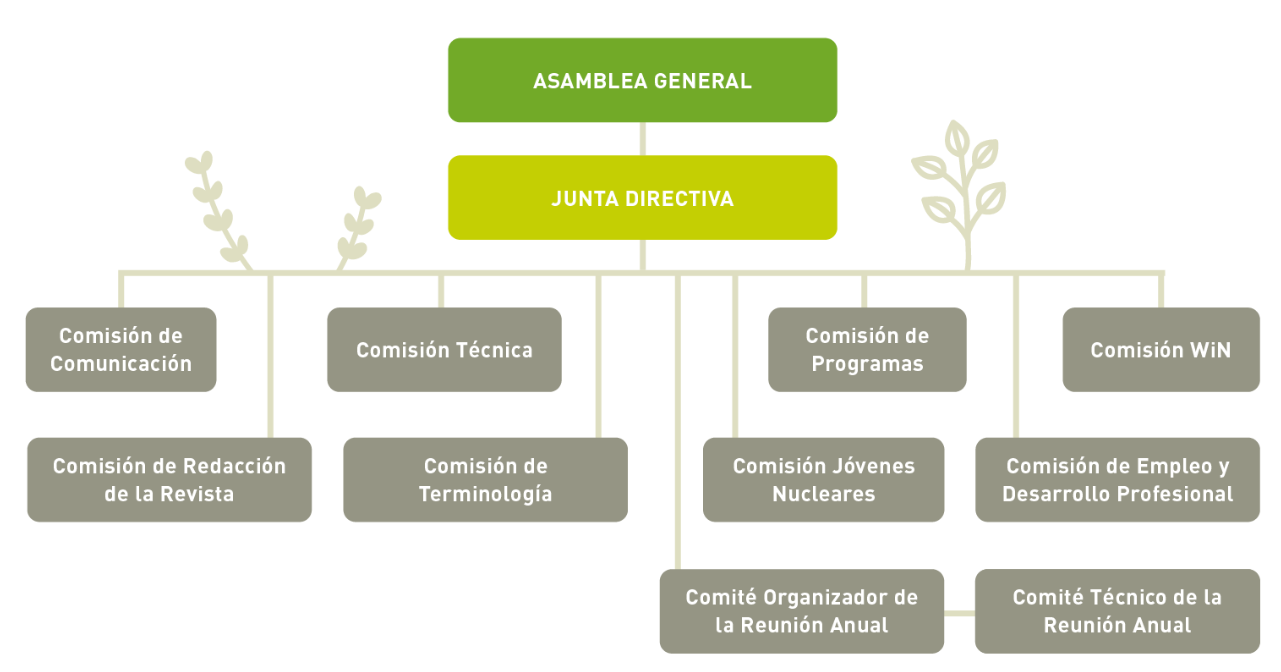 ASAMBLEA GENERAL
JUNTA DIRECTIVA
Comisión de
Comunicación
Comisión Técnica
Comisión de
Programas
Comisión WiN
Comisión de Redacción
de la Revista
Comisión de
Terminología
Comisión Jóvenes
Nucleares
Comisión de Empleo y
Desarrollo Profesional
Comité Organizador de
la Reunión Anual
Comité Técnico de la
Reunión Anual